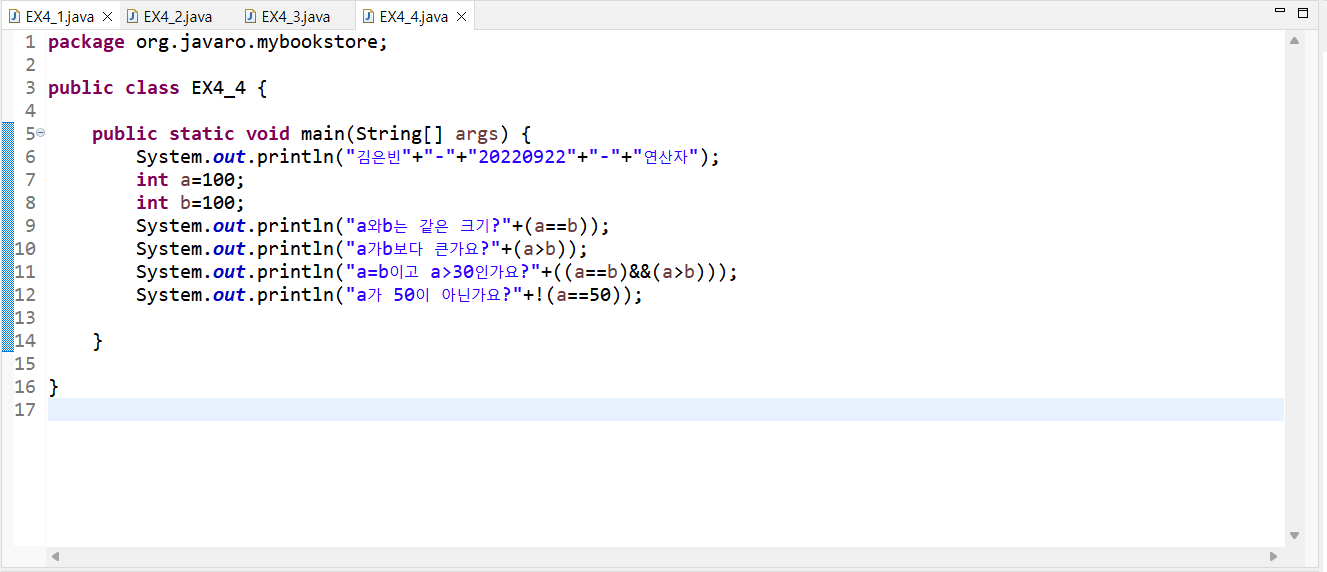 EX4_1.java EX4_2.java EX4_3.java EX4_4.java
1 package org.javaro.mybookstore;
2
3 public class EX4_4 {
4
5 public static void main(String[] args) {
6 System.out.println("김은빈"+"-"+"20220922"+"-"+"연산자");
7 int a=100;
8 int b=100;
9 System.out.println("a와b는 같은 크기?"+(a==b));
10 System.out.println("a가b보다 큰가요?"+(a>b));
11 System.out.println("a=b이고 a>30인가요?"+((a==b)&&(a>b)));
12 System.out.println("a가 50이 아닌가요?"+!(a==50));
13
14 }
15
16 }
17